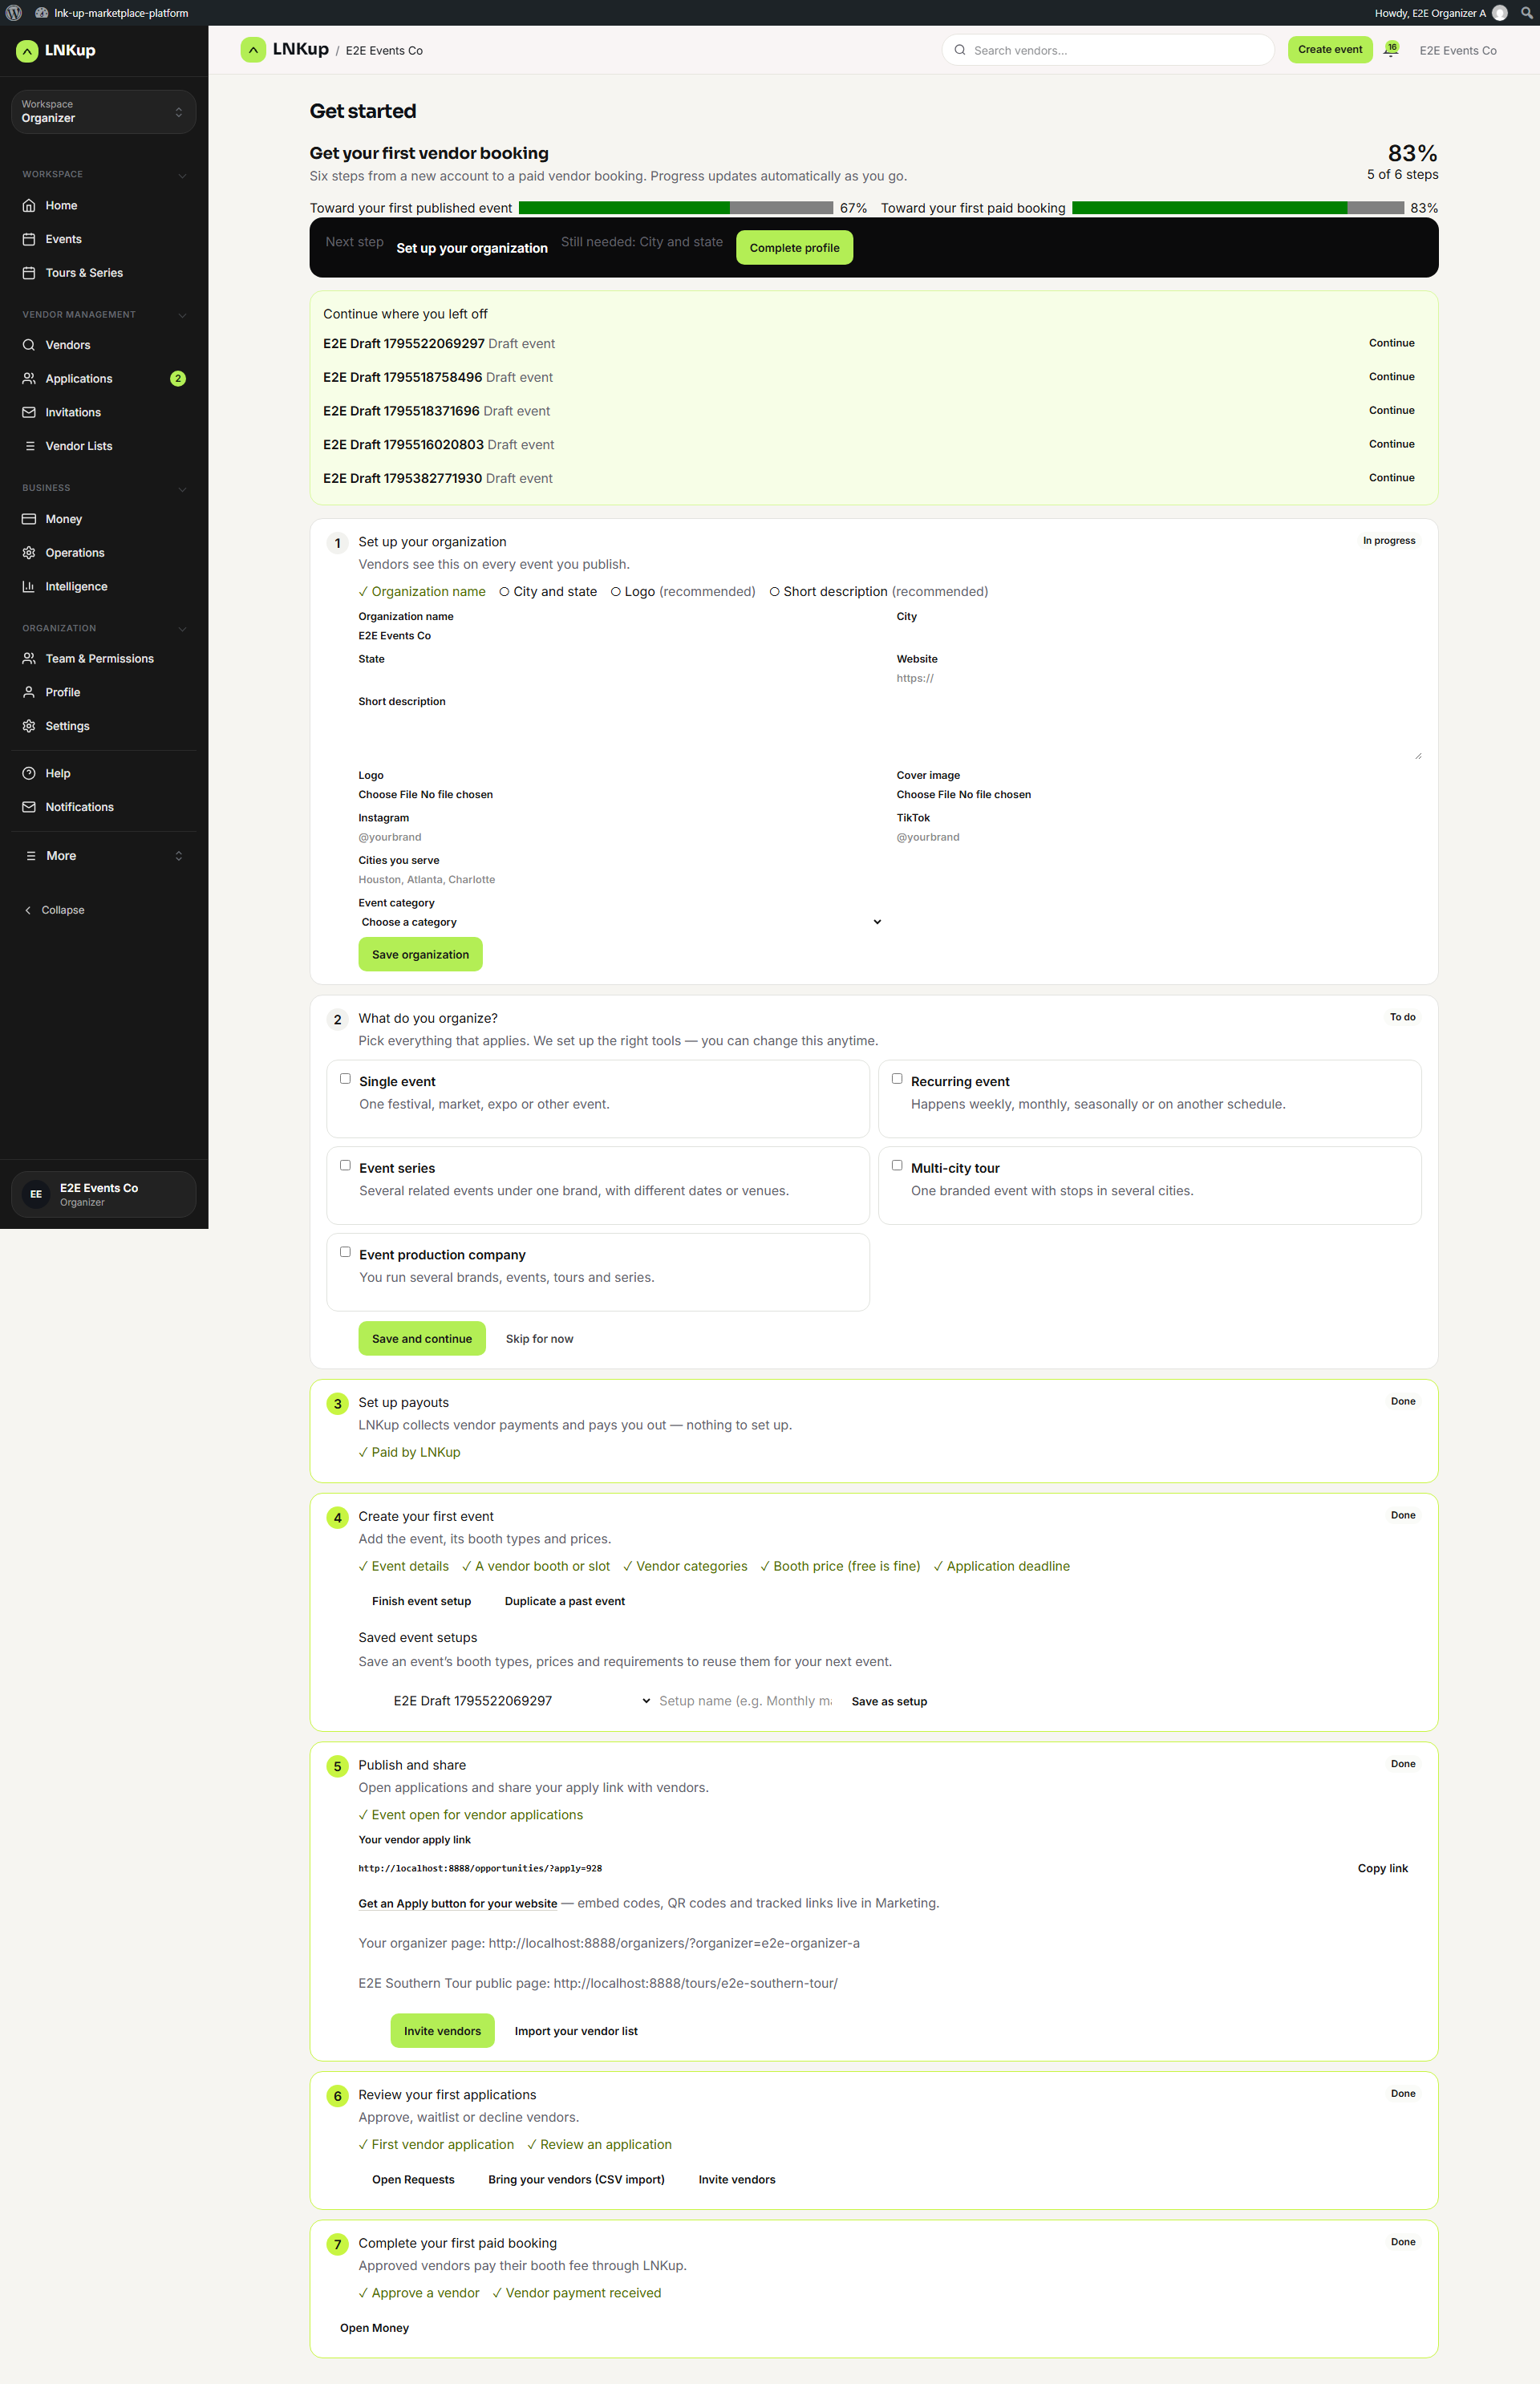 lnk-up-marketplace-platform
Howdy, E2E Organizer A
LNKup
Workspace
Organizer
WORKSPACE
Home
Events
Tours & Series
VENDOR MANAGEMENT
Vendors
Applications 2
Invitations
Vendor Lists
BUSINESS
Money
Operations
Intelligence
ORGANIZATION
Team & Permissions
Profile
Settings
Help
Notifications
More
Collapse
EE
E2E Events Co
Organizer
LNKup / E2E Events Co
Search vendors...
Create event
16
E2E Events Co
Get started
Get your first vendor booking
Six steps from a new account to a paid vendor booking. Progress updates automatically as you go.
83%
5 of 6 steps
Toward your first published event 67% Toward your first paid booking 83%
Next step Set up your organization Still needed: City and state Complete profile
Continue where you left off
E2E Draft 1795522069297 Draft event Continue
E2E Draft 1795518758496 Draft event Continue
E2E Draft 1795518371696 Draft event Continue
E2E Draft 1795516020803 Draft event Continue
E2E Draft 1795382771930 Draft event Continue
1 Set up your organization In progress
Vendors see this on every event you publish.
✓ Organization name ○ City and state ○ Logo (recommended) ○ Short description (recommended)
Organization name City
E2E Events Co
State Website
https://
Short description
Logo Cover image
Choose File No file chosen Choose File No file chosen
Instagram TikTok
@yourbrand @yourbrand
Cities you serve
Houston, Atlanta, Charlotte
Event category
Choose a category
Save organization
2 What do you organize? To do
Pick everything that applies. We set up the right tools — you can change this anytime.
Single event Recurring event
One festival, market, expo or other event. Happens weekly, monthly, seasonally or on another schedule.
Event series Multi-city tour
Several related events under one brand, with different dates or venues. One branded event with stops in several cities.
Event production company
You run several brands, events, tours and series.
Save and continue Skip for now
3 Set up payouts Done
LNKup collects vendor payments and pays you out — nothing to set up.
✓ Paid by LNKup
4 Create your first event Done
Add the event, its booth types and prices.
✓ Event details ✓ A vendor booth or slot ✓ Vendor categories ✓ Booth price (free is fine) ✓ Application deadline
Finish event setup Duplicate a past event
Saved event setups
Save an event’s booth types, prices and requirements to reuse them for your next event.
E2E Draft 1795522069297 Setup name (e.g. Monthly ma Save as setup
5 Publish and share Done
Open applications and share your apply link with vendors.
✓ Event open for vendor applications
Your vendor apply link
http://localhost:8888/opportunities/?apply=928 Copy link
Get an Apply button for your website — embed codes, QR codes and tracked links live in Marketing.
Your organizer page: http://localhost:8888/organizers/?organizer=e2e-organizer-a
E2E Southern Tour public page: http://localhost:8888/tours/e2e-southern-tour/
Invite vendors Import your vendor list
6 Review your first applications Done
Approve, waitlist or decline vendors.
✓ First vendor application ✓ Review an application
Open Requests Bring your vendors (CSV import) Invite vendors
7 Complete your first paid booking Done
Approved vendors pay their booth fee through LNKup.
✓ Approve a vendor ✓ Vendor payment received
Open Money